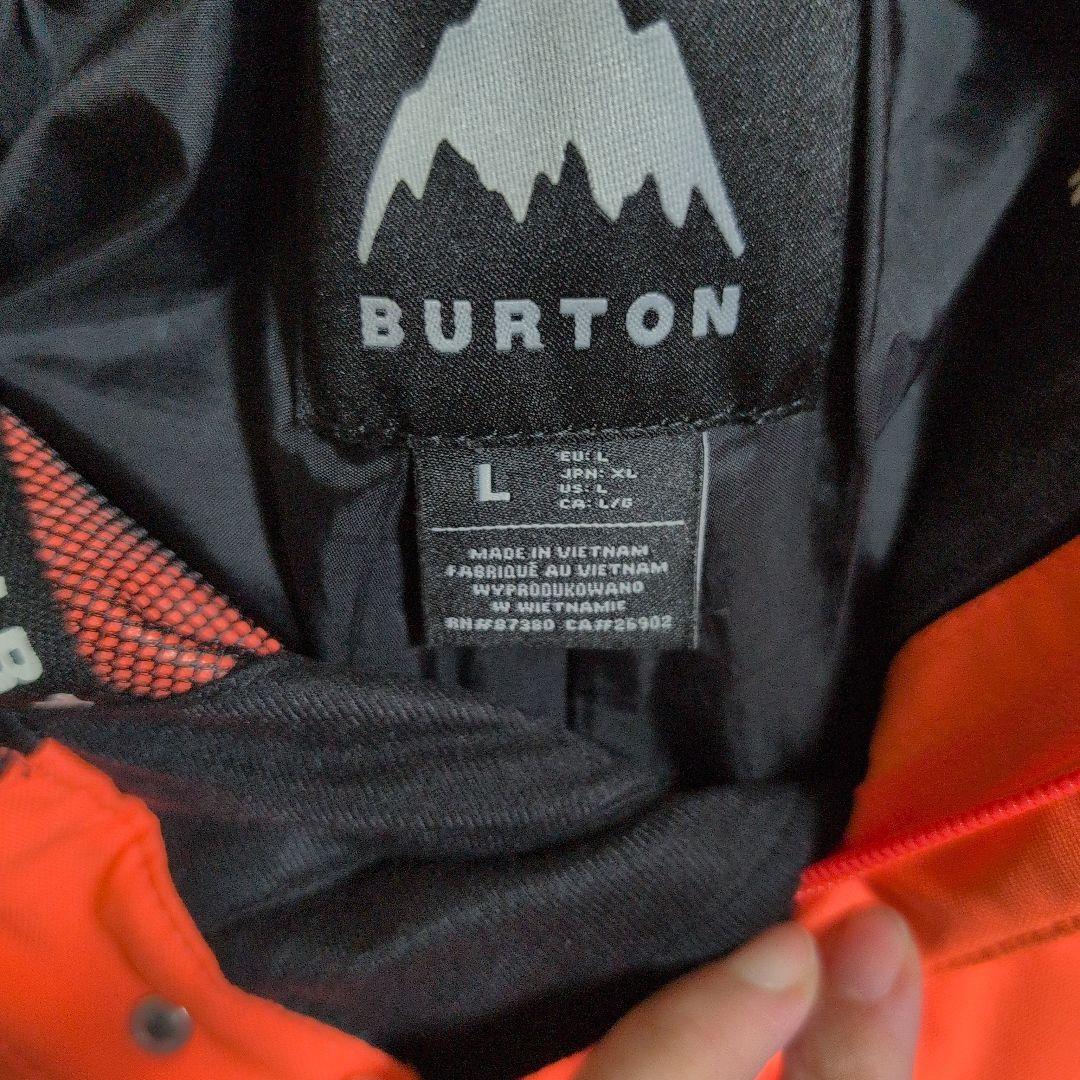 BURTON
L
EU: L
JPN: XL
US: L
CA: L/G
MADE IN VIETNAM
FABRIQUÉ AU VIETNAM
WYPRODUKOWANO
W WIETNAMIE
RN#87380 CA#26902
B